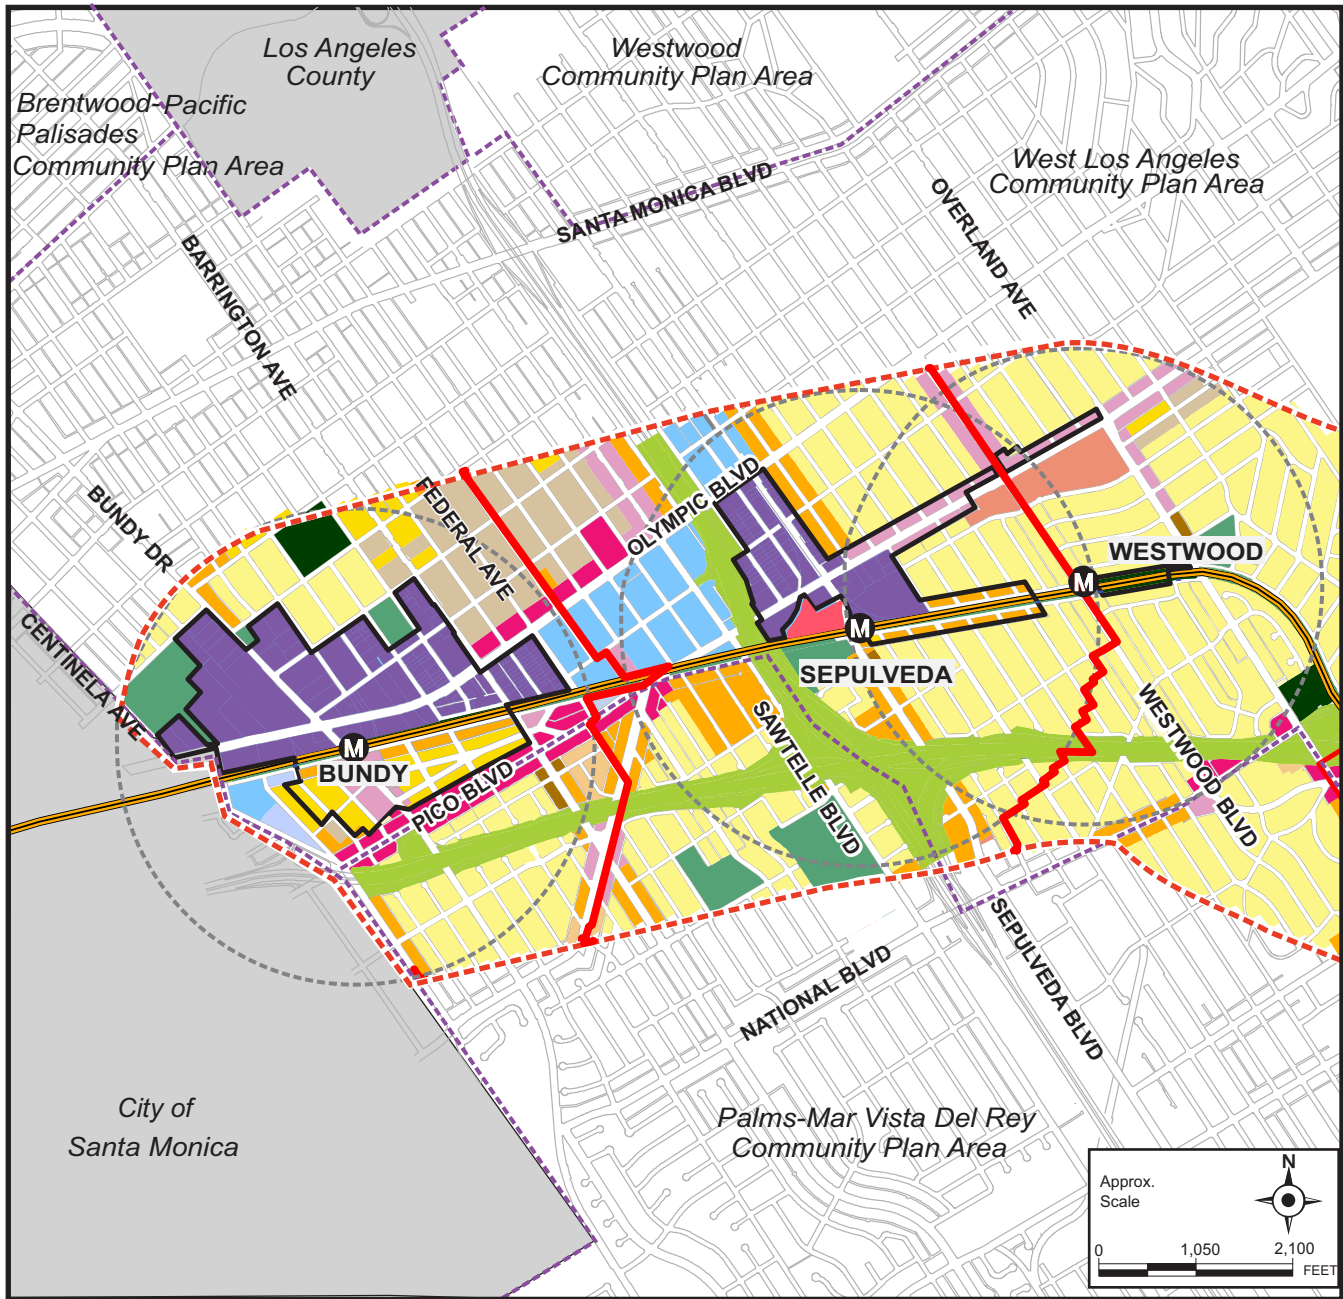 Los Angeles
County
Westwood
Community Plan Area
Brentwood-Pacific
Palisades
Community Plan Area
West Los Angeles
Community Plan Area
SANTA MONICA BLVD
OVERLAND AVE
BARRINGTON AVE
BUNDY DR
FEDERAL AVE
OLYMPIC BLVD
CENTINELA AVE
WESTWOOD
M
M
SEPULVEDA
M
BUNDY
PICO BLVD
SAWTELLE BLVD
WESTWOOD BLVD
NATIONAL BLVD
SEPULVEDA BLVD
City of
Santa Monica
Palms-Mar Vista Del Rey
Community Plan Area
Approx.
Scale
N
0 1,050 2,100
FEET